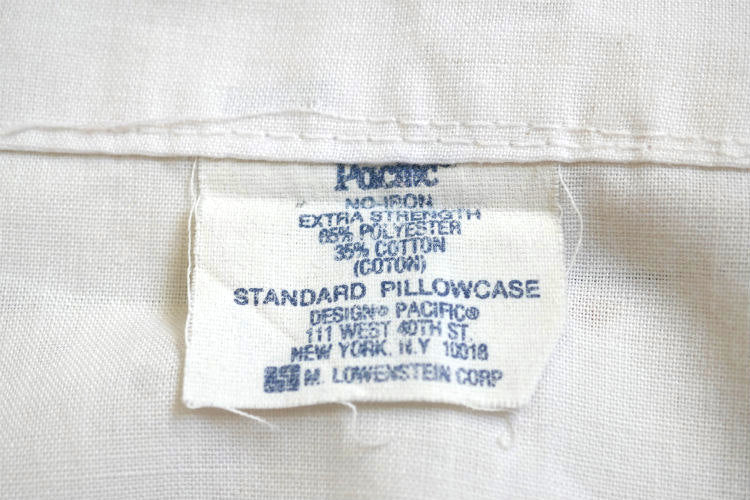 Pacific
NO-IRON
EXTRA STRENGTH
65% POLYESTER
35% COTTON
(COTON)
STANDARD PILLOWCASE
DESIGN® PACIFIC®
111 WEST 40TH ST.
NEW YORK, N.Y 10018
M. LOWENSTEIN CORP